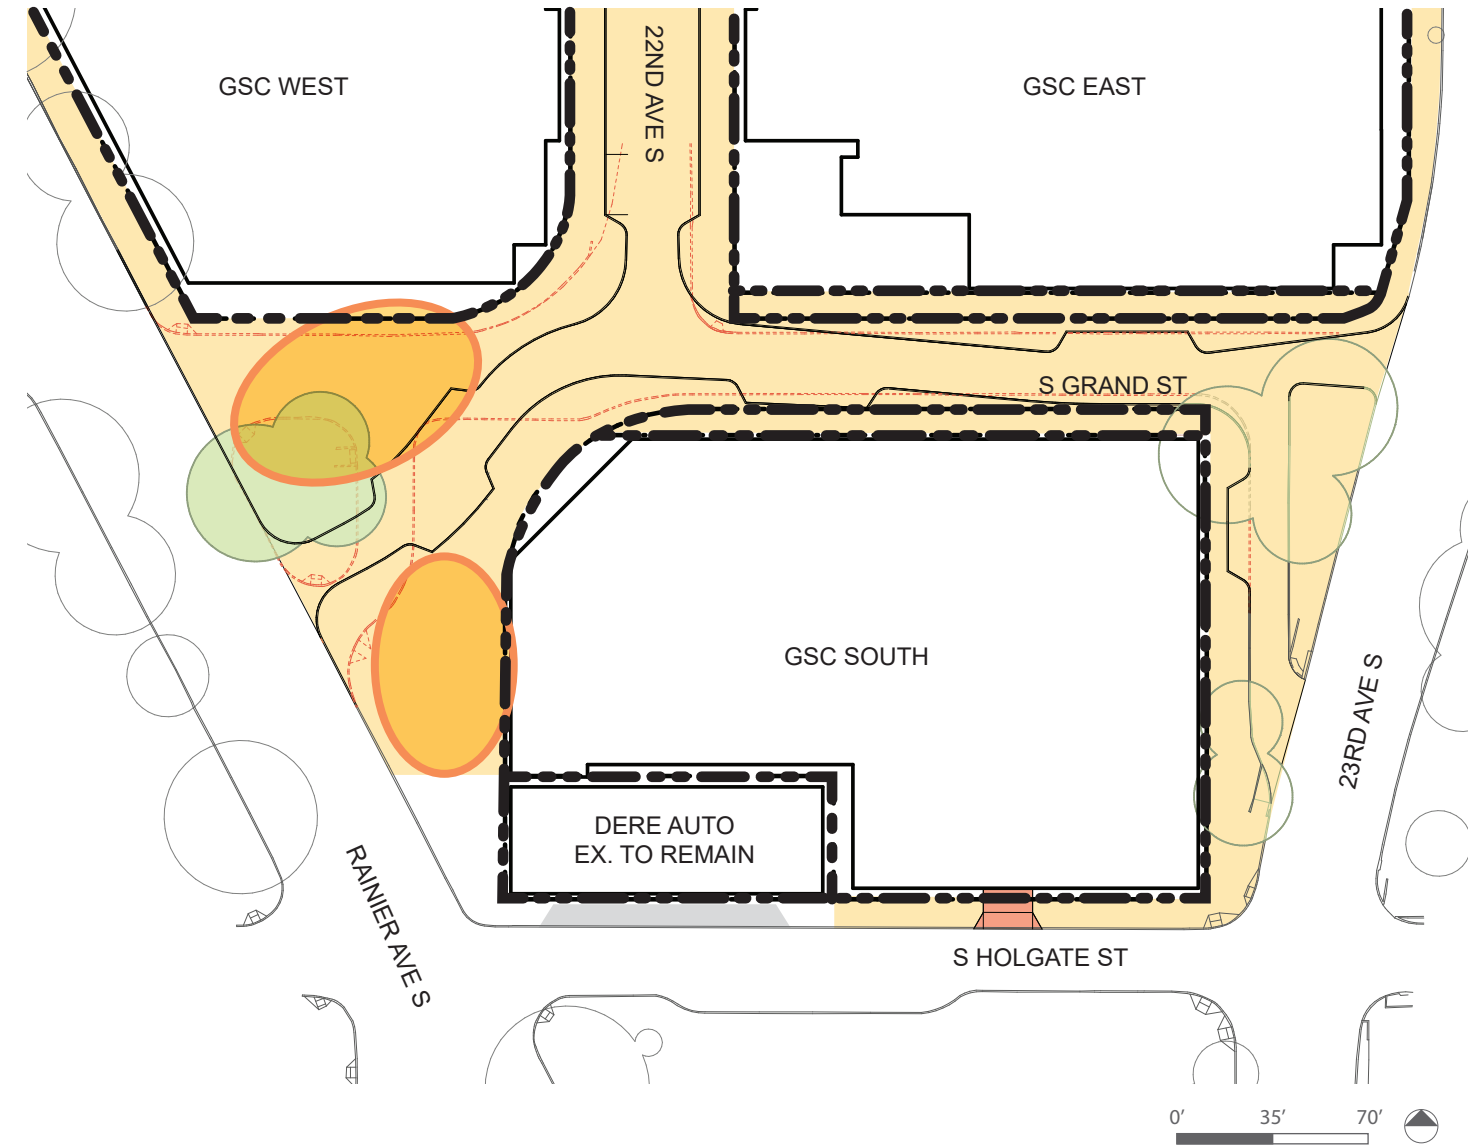 GSC WEST
22ND AVE S
GSC EAST
S GRAND ST
GSC SOUTH
23RD AVE S
DERE AUTO
EX. TO REMAIN
RAINIER AVE S
S HOLGATE ST
0' 35' 70'